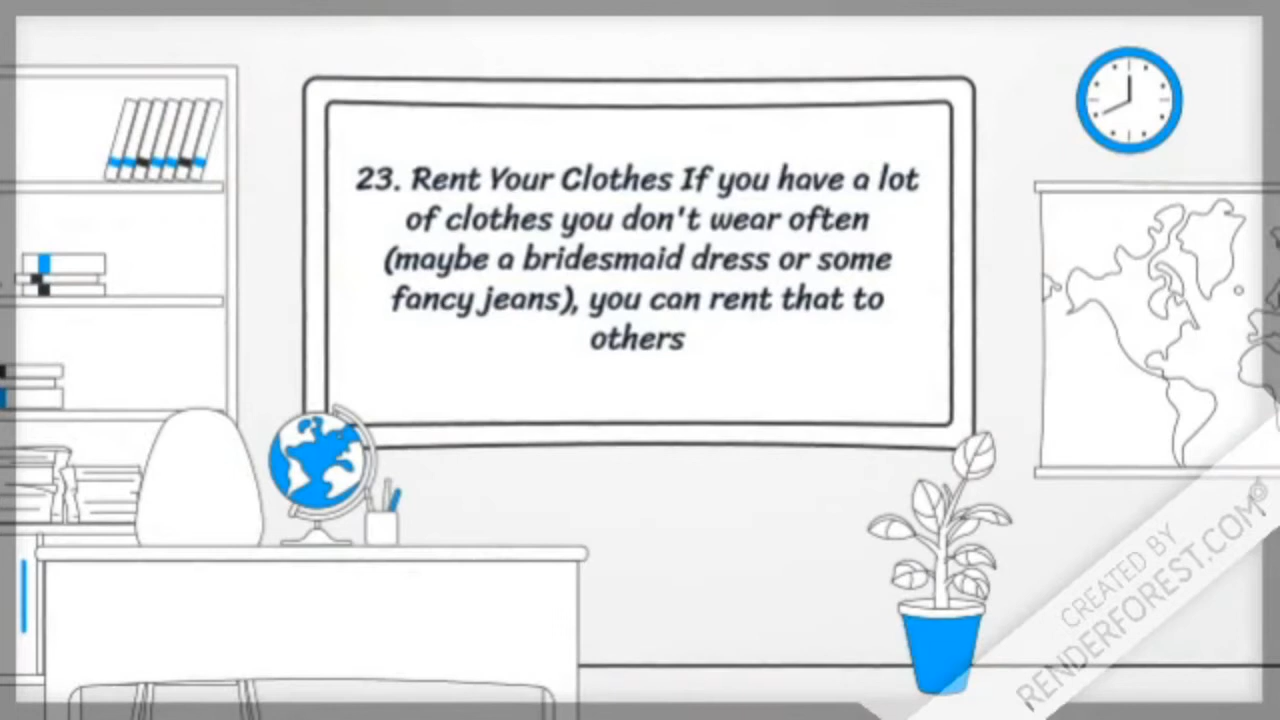 23. Rent Your Clothes If you have a lot
of clothes you don't wear often
(maybe a bridesmaid dress or some
fancy jeans), you can rent that to
others
CREATED BY
RENDERFOREST.COM